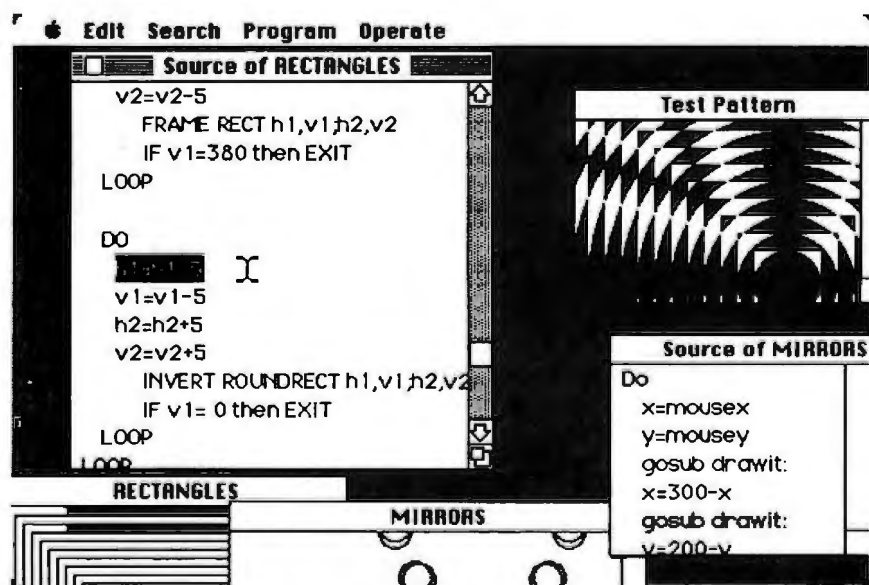 Edit Search Program Operate
Source of RECTANGLES
v2=v2-5
FRAME RECT h1,v1,h2,v2
IF v1=380 then EXIT
LOOP
DO
v1=v1-5
h2=h2+5
v2=v2+5
INVERT ROUNDRECT h1,v1,h2,v2
IF v1= 0 then EXIT
LOOP
LOOP
Test Pattern
Source of MIRRORS
Do
x=mousex
y=mousey
gosub drawit:
x=300-x
gosub drawit:
y=200-y
RECTANGLES
MIRRORS